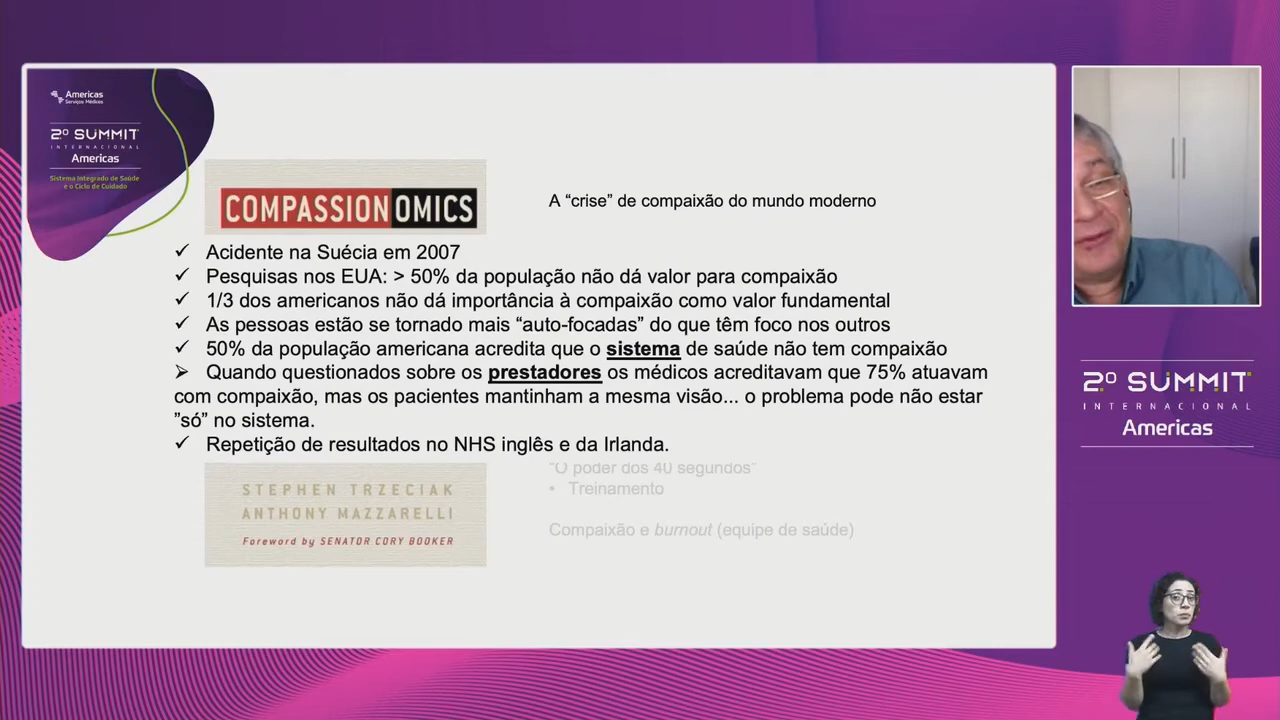 Americas
Serviços Médicos
2º SUMMIT
INTERNACIONAL
Americas
Sistema Integrado de Saúde
e o Ciclo de Cuidado
COMPASSIONOMICS
A “crise” de compaixão do mundo moderno
✓ Acidente na Suécia em 2007
✓ Pesquisas nos EUA: > 50% da população não dá valor para compaixão
✓ 1/3 dos americanos não dá importância à compaixão como valor fundamental
✓ As pessoas estão se tornado mais “auto-focadas” do que têm foco nos outros
✓ 50% da população americana acredita que o sistema de saúde não tem compaixão
➢ Quando questionados sobre os prestadores os médicos acreditavam que 75% atuavam
com compaixão, mas os pacientes mantinham a mesma visão... o problema pode não estar
”só” no sistema.
✓ Repetição de resultados no NHS inglês e da Irlanda.
“O poder dos 40 segundos”
• Treinamento
Compaixão e burnout (equipe de saúde)
STEPHEN TRZECIAK
ANTHONY MAZZARELLI
Foreword by SENATOR CORY BOOKER
2º SUMMIT
INTERNACIONAL
Americas